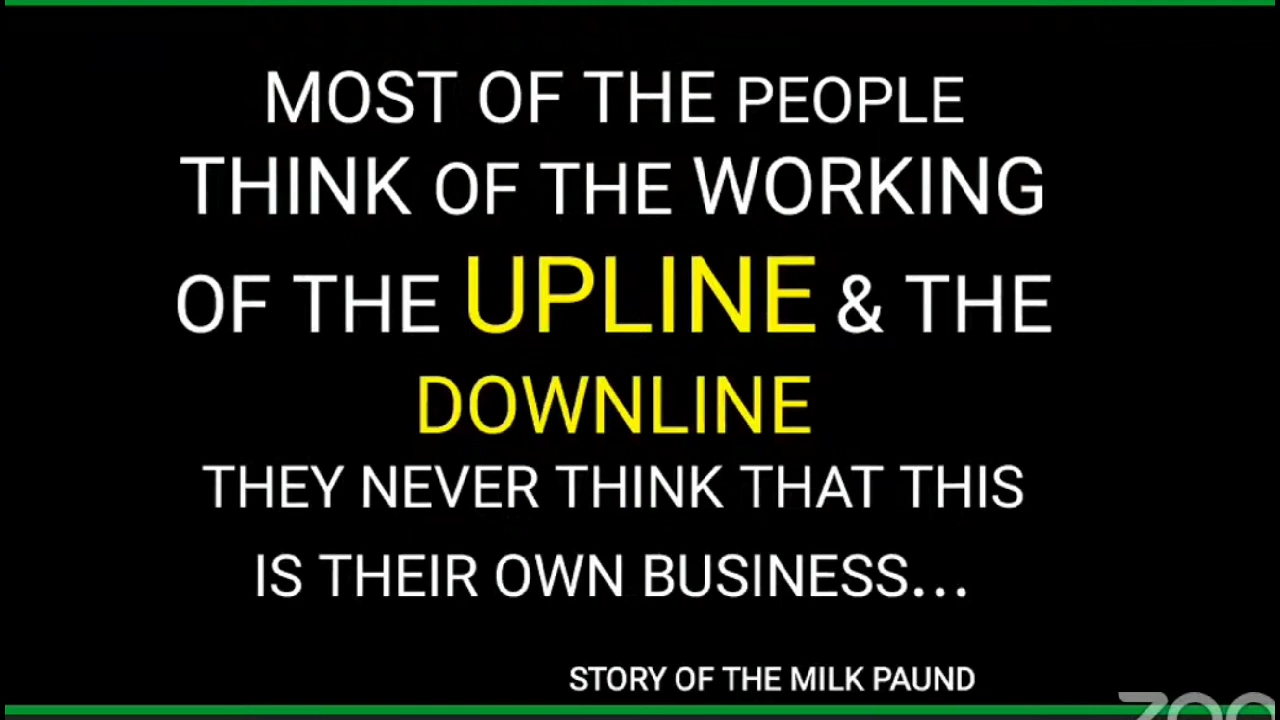 MOST OF THE PEOPLE
THINK OF THE WORKING
OF THE UPLINE & THE
DOWNLINE
THEY NEVER THINK THAT THIS
IS THEIR OWN BUSINESS...
STORY OF THE MILK PAUND